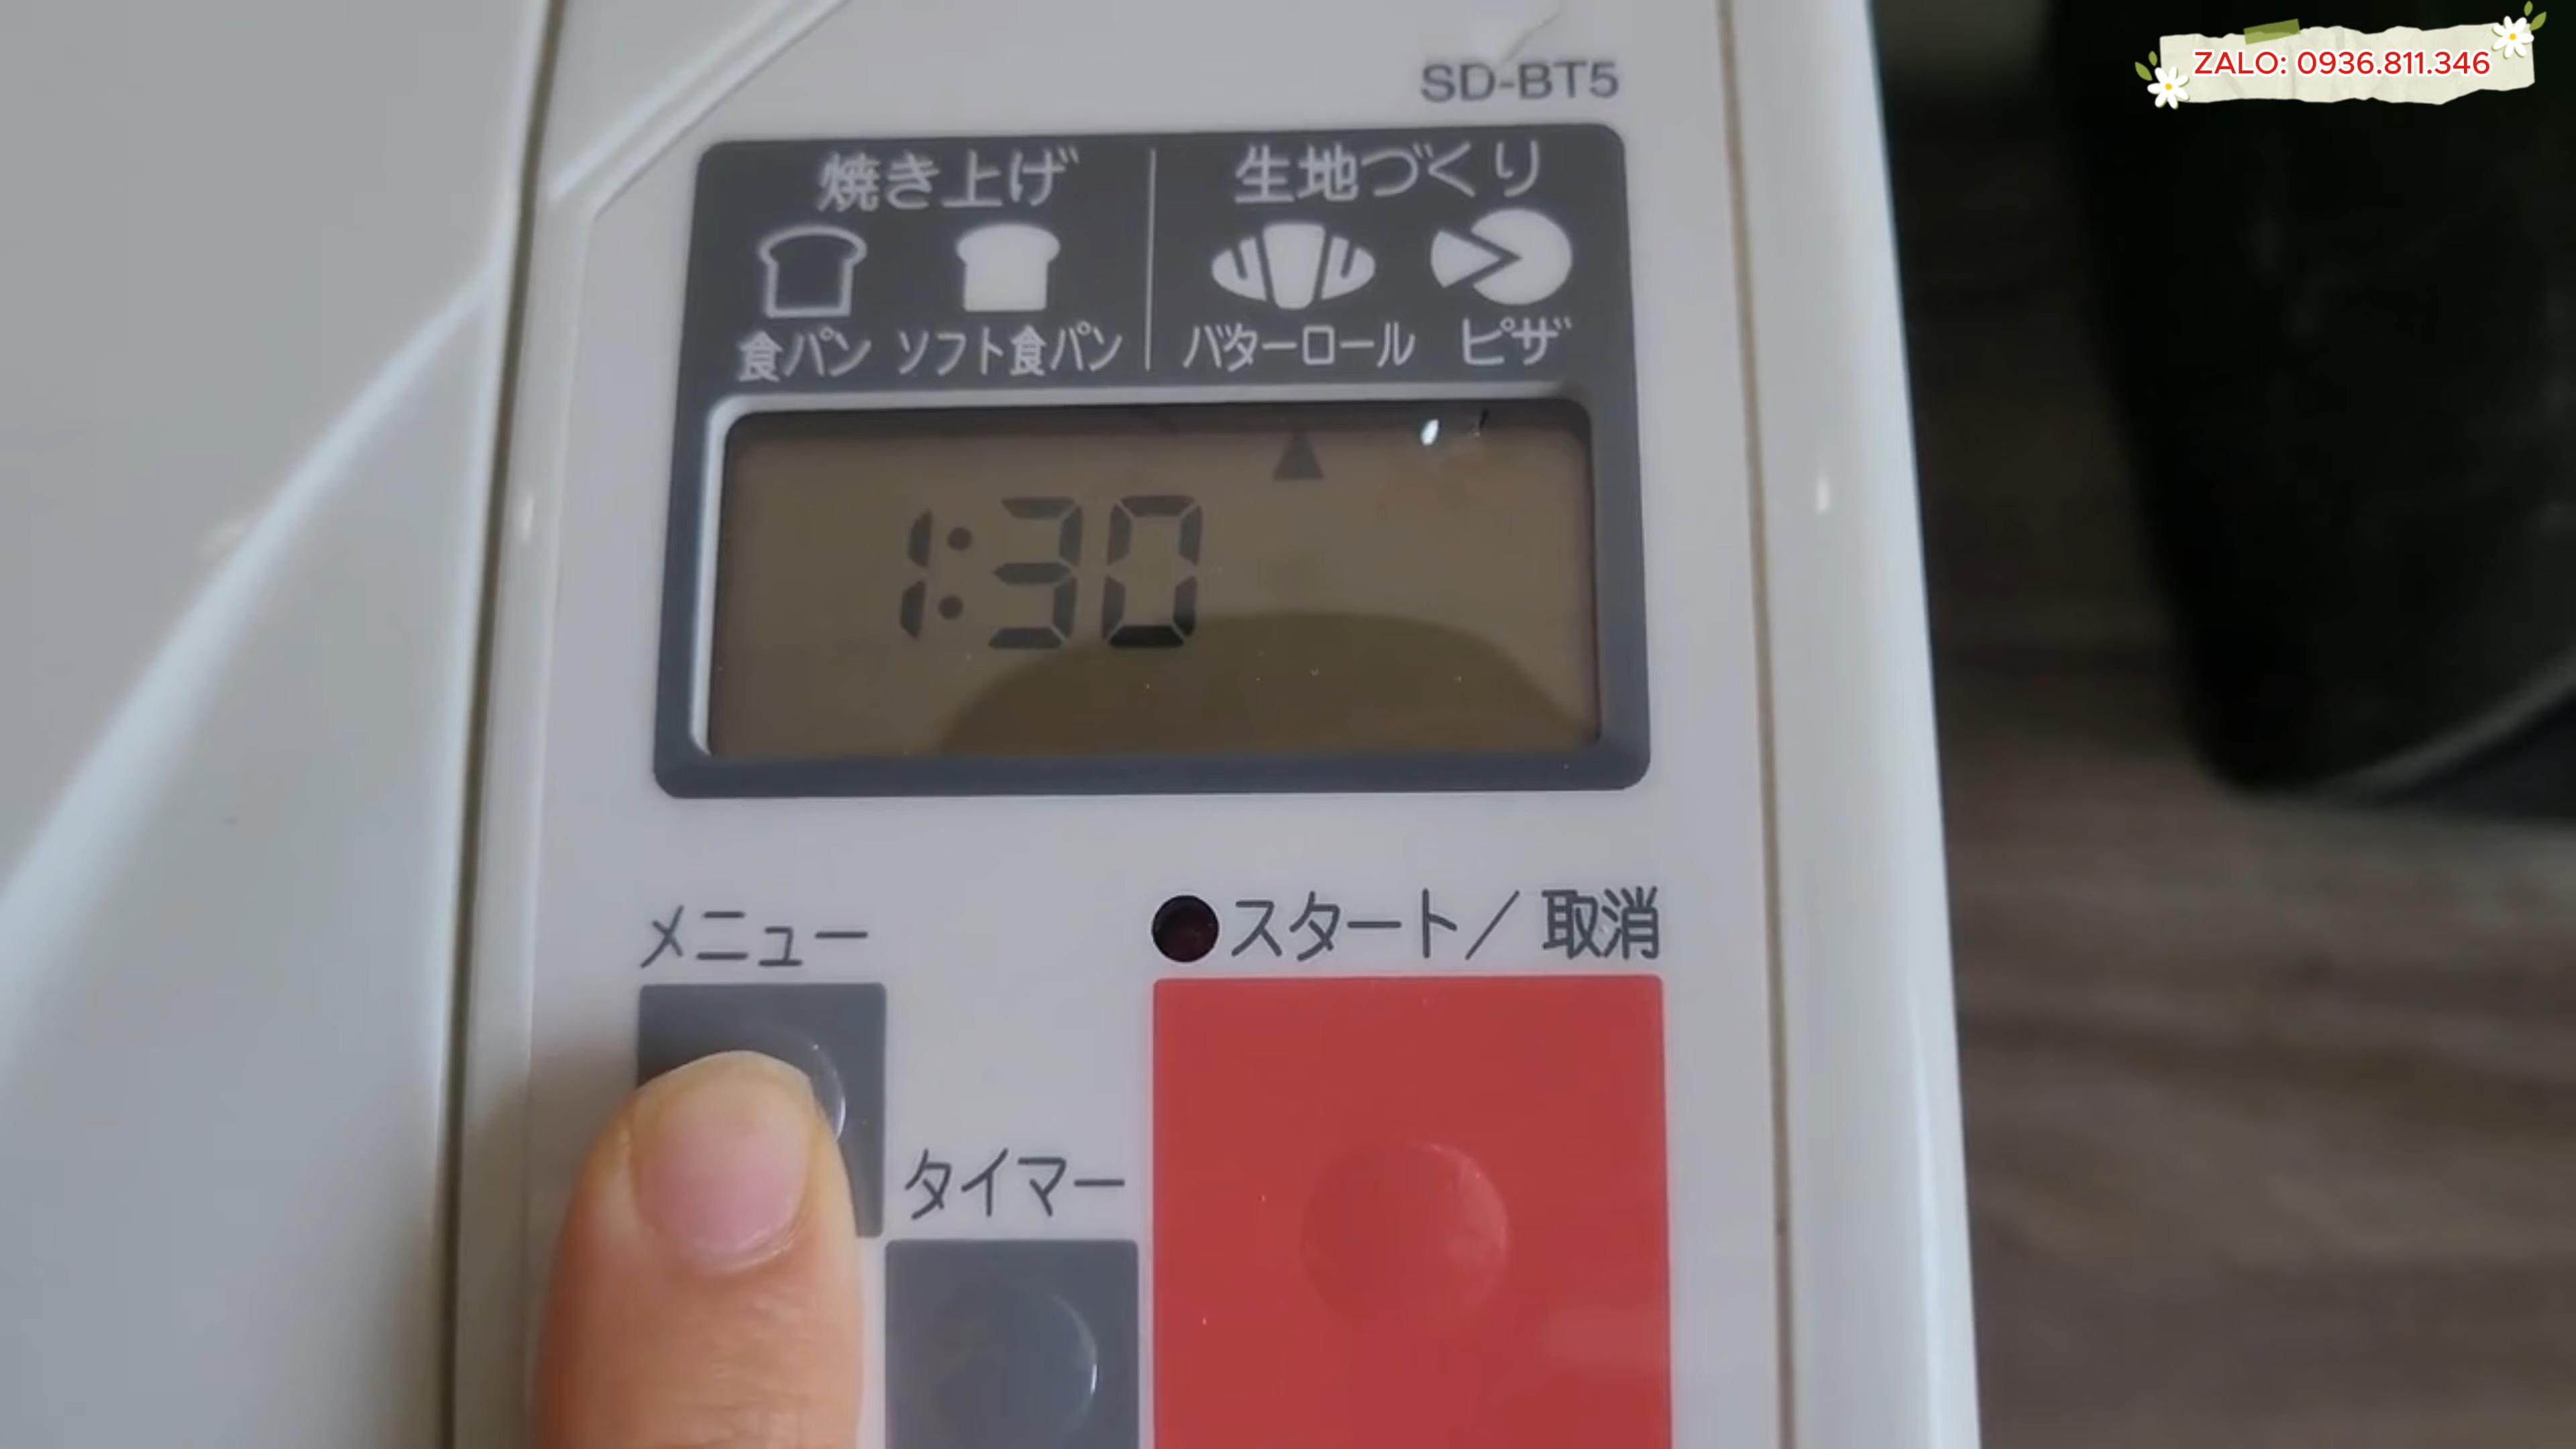 ZALO: 0936.811.346
SD-BT5
焼き上げ 生地づくり
食パン ソフト食パン バターロール ピザ
1:30
メニュー
スタート／取消
タイマー